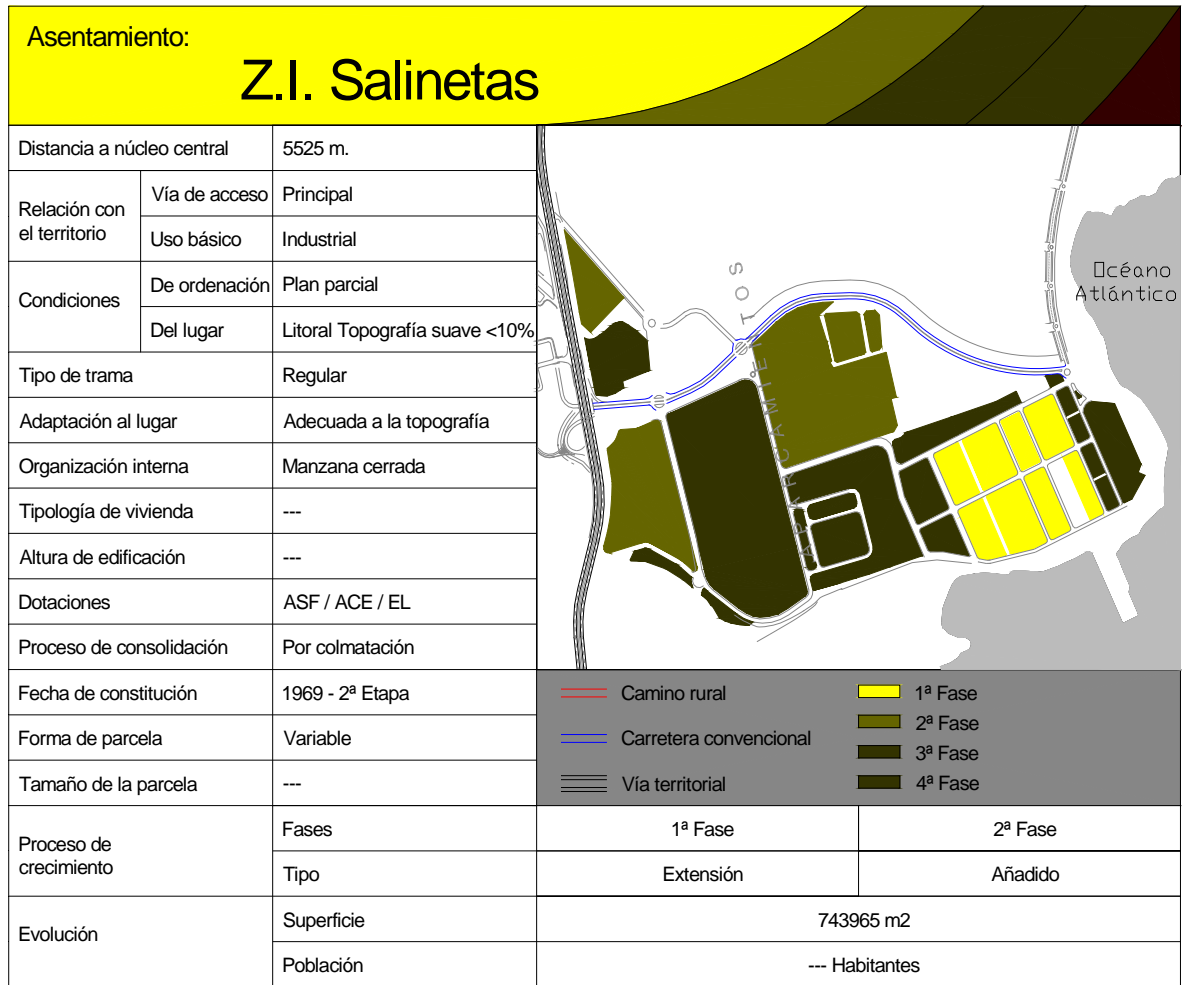 Asentamiento:
Z.I. Salinetas
Distancia a núcleo central
5525 m.
Relación con
el territorio
Vía de acceso
Principal
Uso básico
Industrial
Condiciones
De ordenación
Plan parcial
Del lugar
Litoral Topografía suave <10%
Tipo de trama
Regular
Adaptación al lugar
Adecuada a la topografía
Organización interna
Manzana cerrada
Tipología de vivienda
---
Altura de edificación
---
Dotaciones
ASF / ACE / EL
Proceso de consolidación
Por colmatación
Fecha de constitución
1969 - 2ª Etapa
Forma de parcela
Variable
Tamaño de la parcela
---
Océano
Atlántico
APARCAMIENTOS
Camino rural
Carretera convencional
Vía territorial
1ª Fase
2ª Fase
3ª Fase
4ª Fase
Proceso de
crecimiento
Fases
1ª Fase
2ª Fase
Tipo
Extensión
Añadido
Evolución
Superficie
743965 m2
Población
--- Habitantes